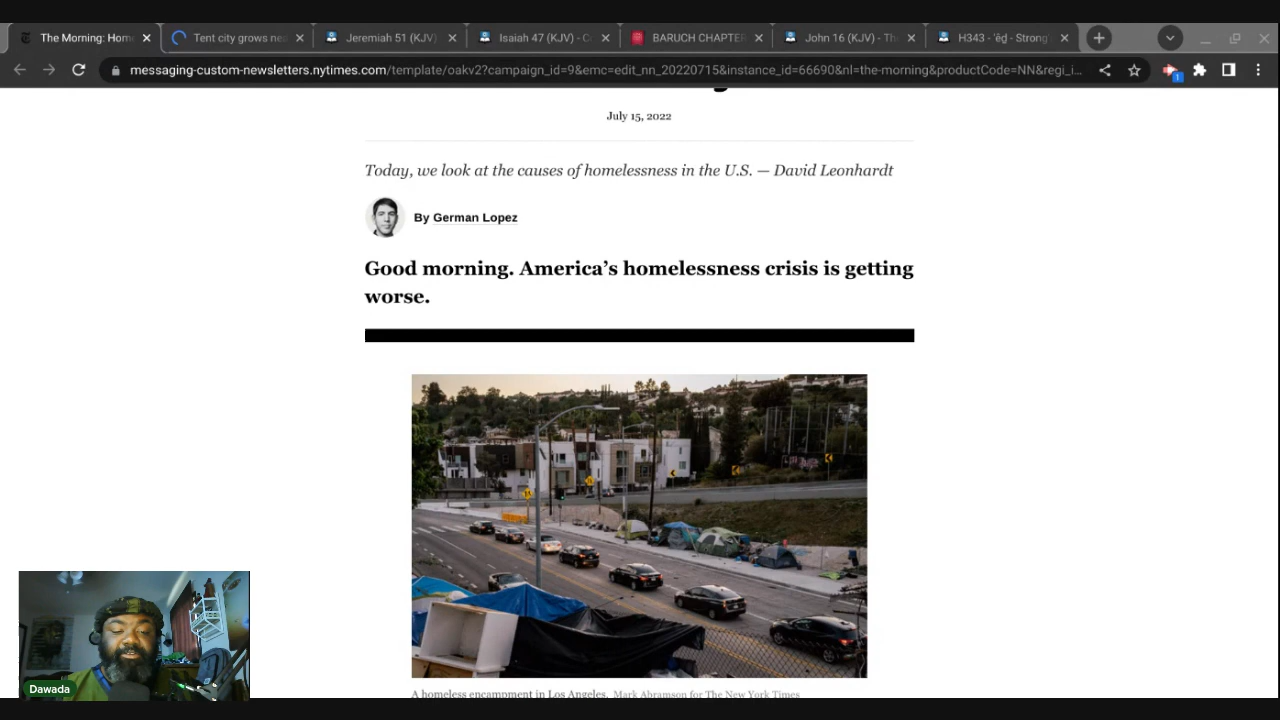 The Morning: Hom
Tent city grows ne
Jeremiah 51 (KJV)
Isaiah 47 (KJV) - C
BARUCH CHAPTER
John 16 (KJV) - Th
H343 - 'êḏ - Strong
messaging-custom-newsletters.nytimes.com/template/oakv2?campaign_id=9&emc=edit_nn_20220715&instance_id=66690&nl=the-morning&productCode=NN&regi_i...
1
July 15, 2022
Today, we look at the causes of homelessness in the U.S. — David Leonhardt
By German Lopez
Good morning. America's homelessness crisis is getting
worse.
A homeless encampment in Los Angeles. Mark Abramson for The New York Times
Dawada